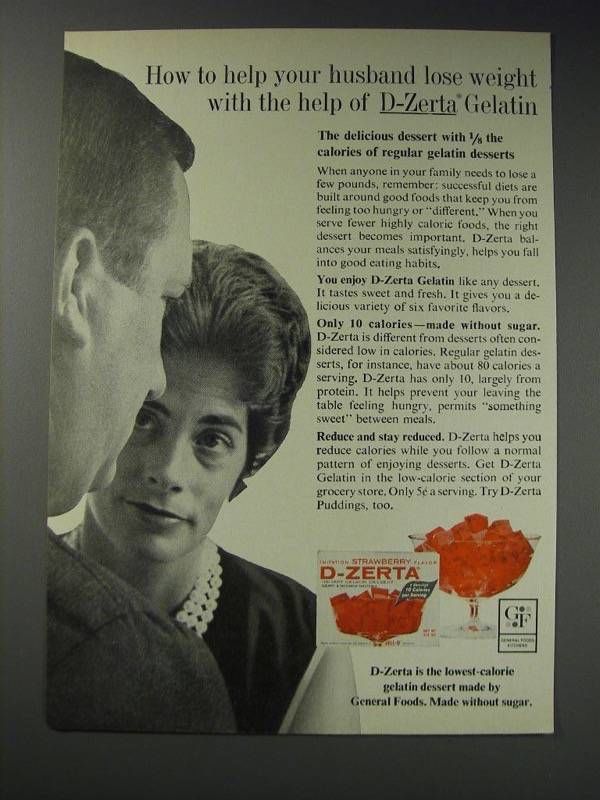 How to help your husband lose weight
with the help of D-Zerta® Gelatin
The delicious dessert with ⅛ the
calories of regular gelatin desserts
When anyone in your family needs to lose a
few pounds, remember: successful diets are
built around good foods that keep you from
feeling too hungry or "different." When you
serve fewer highly caloric foods, the right
dessert becomes important. D-Zerta bal-
ances your meals satisfyingly, helps you fall
into good eating habits.
You enjoy D-Zerta Gelatin like any dessert.
It tastes sweet and fresh. It gives you a de-
licious variety of six favorite flavors.
Only 10 calories—made without sugar.
D-Zerta is different from desserts often con-
sidered low in calories. Regular gelatin des-
serts, for instance, have about 80 calories a
serving. D-Zerta has only 10, largely from
protein. It helps prevent your leaving the
table feeling hungry, permits "something
sweet" between meals.
Reduce and stay reduced. D-Zerta helps you
reduce calories while you follow a normal
pattern of enjoying desserts. Get D-Zerta
Gelatin in the low-calorie section of your
grocery store. Only 5¢ a serving. Try D-Zerta
Puddings, too.
IMITATION STRAWBERRY FLAVOR
D-ZERTA
10 Calories
per Serving
JELL-O
GF
GENERAL FOODS
KITCHENS
D-Zerta is the lowest-calorie
gelatin dessert made by
General Foods. Made without sugar.